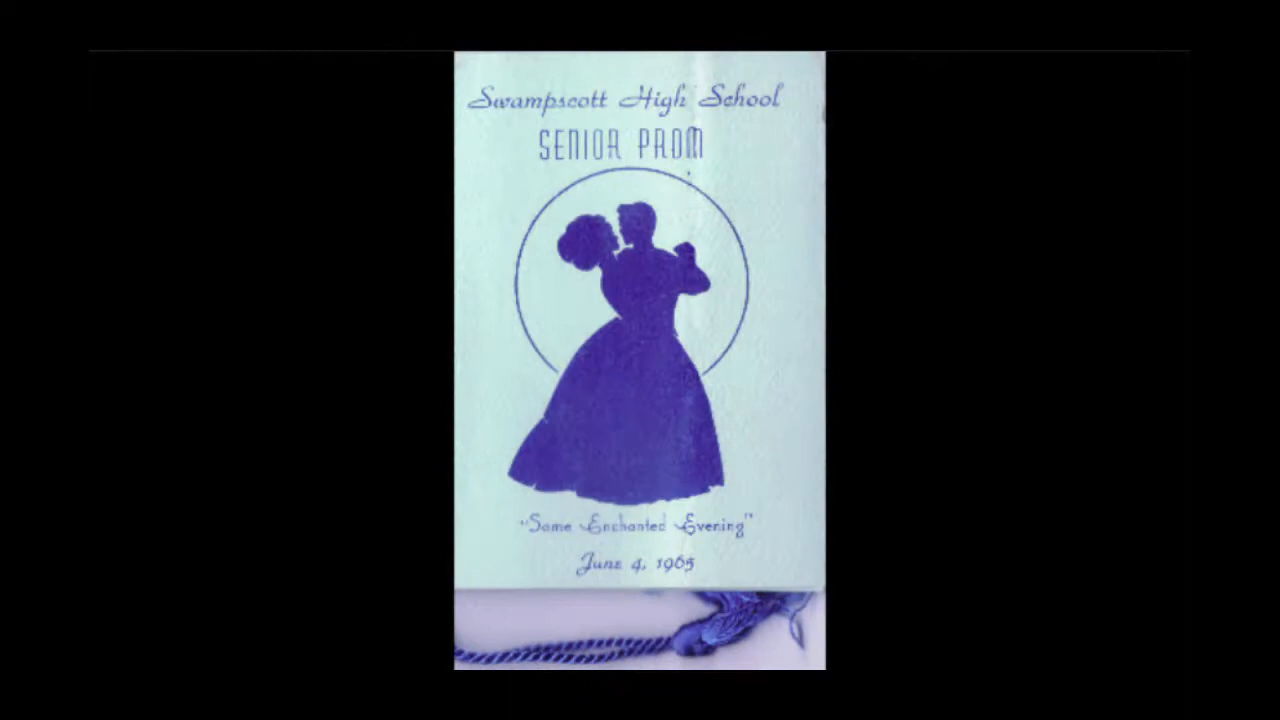 Swampscott High School
SENIOR PROM
"Some Enchanted Evening"
June 4, 1965